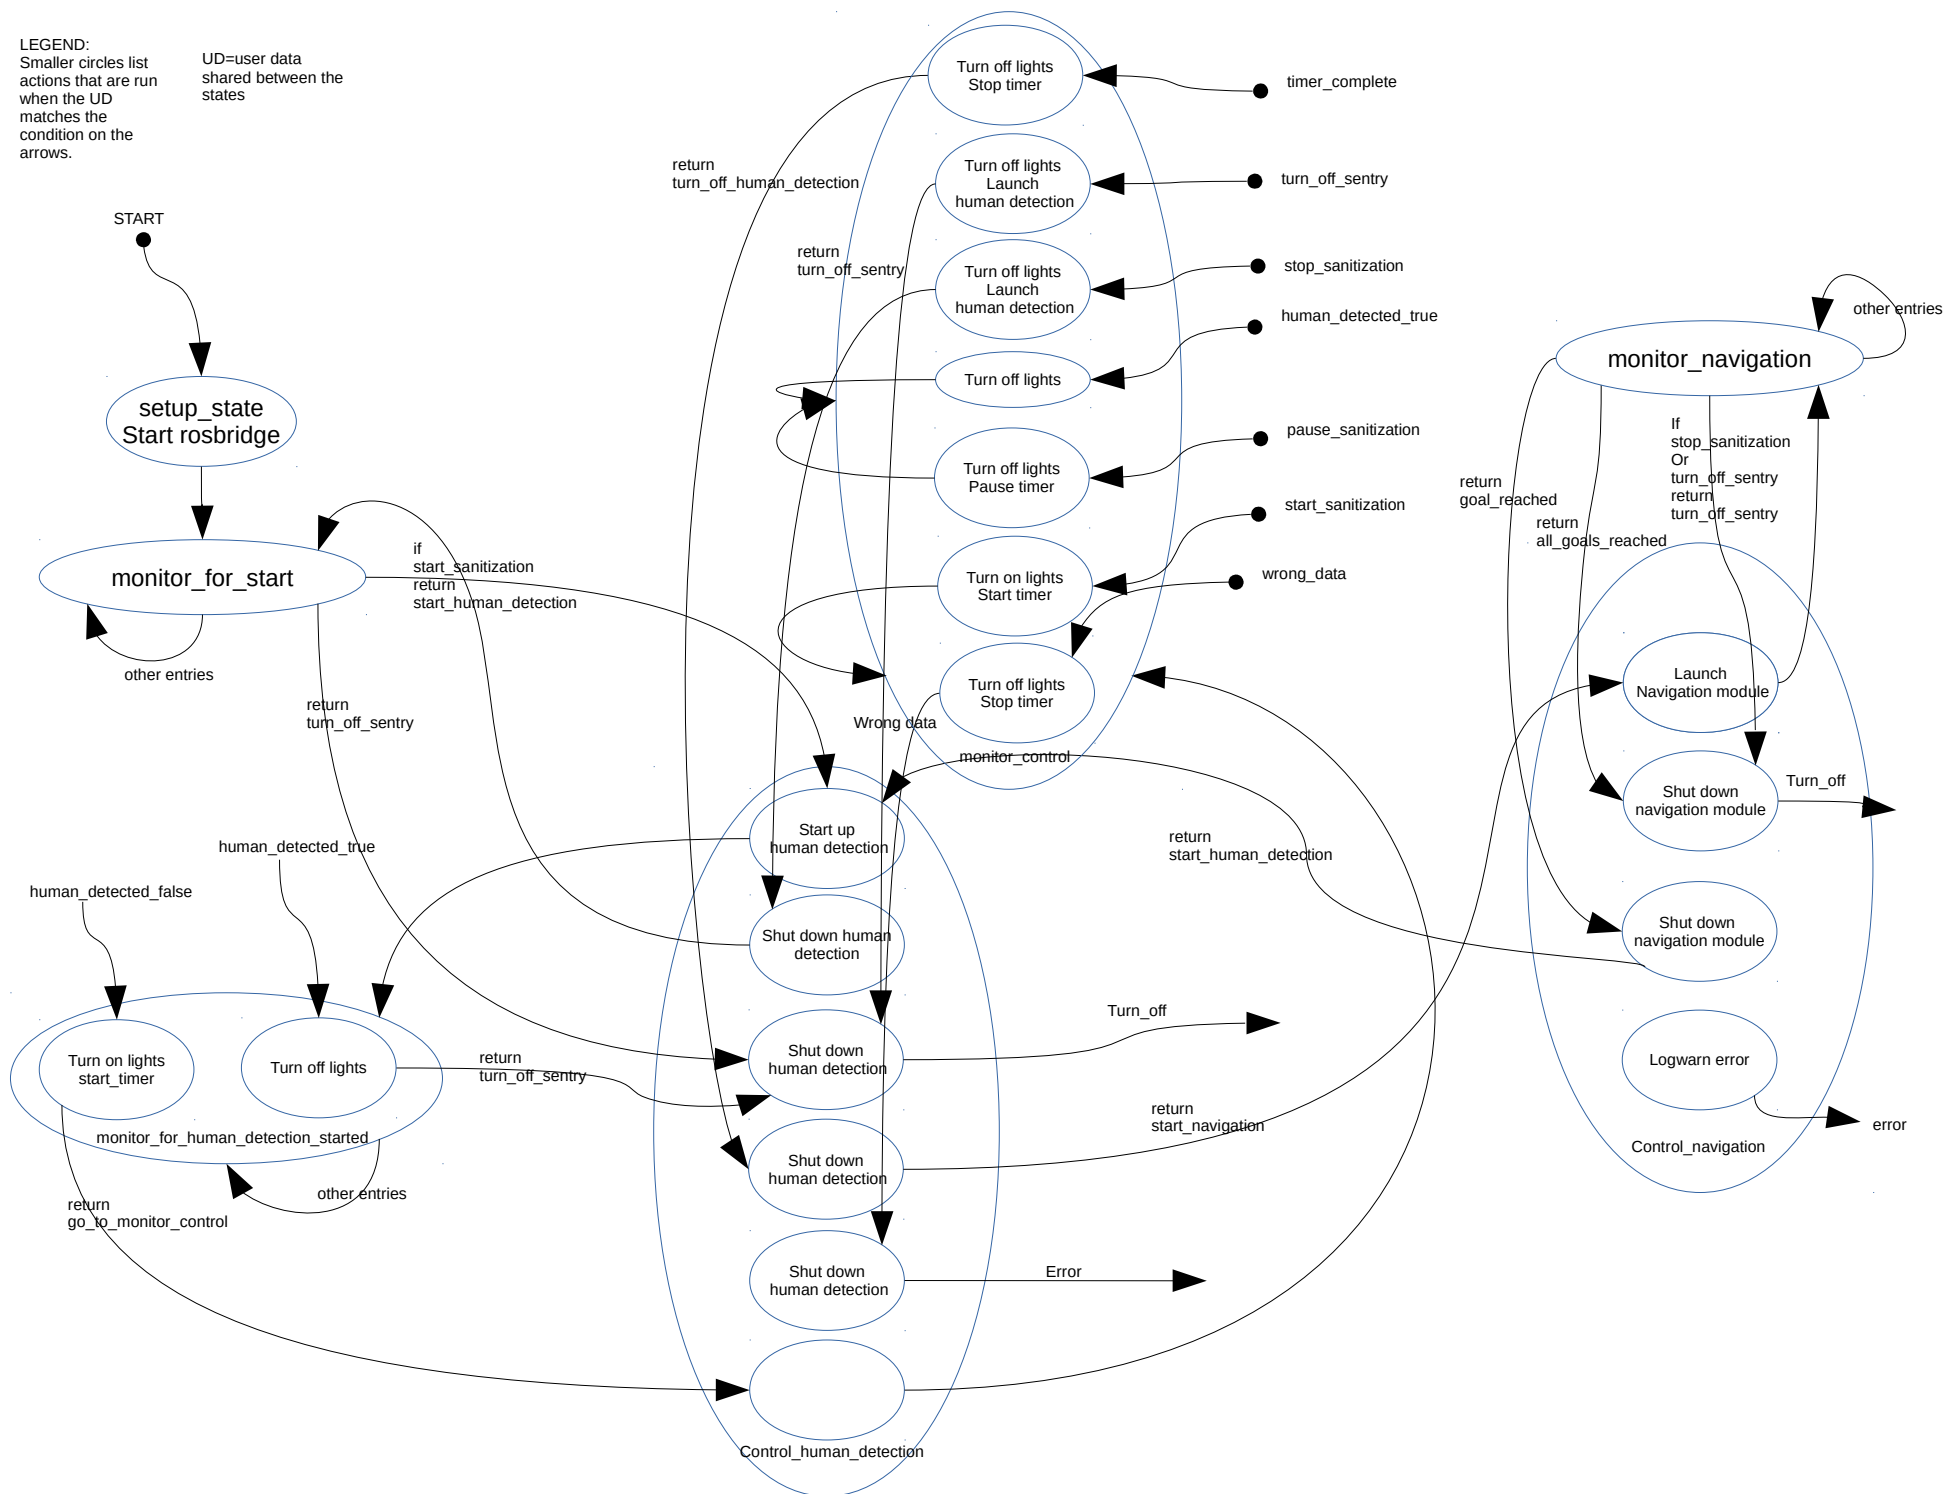 LEGEND:
Smaller circles list
actions that are run
when the UD
matches the
condition on the
arrows.
UD=user data
shared between the
states
START
setup_state
Start rosbridge
monitor_for_start
other entries
if
start_sanitization
return
start_human_detection
return
turn_off_sentry
human_detected_true
human_detected_false
Turn on lights
start_timer
Turn off lights
monitor_for_human_detection_started
other entries
return
go_to_monitor_control
return
turn_off_sentry
return
turn_off_human_detection
return
turn_off_sentry
Turn off lights
Stop timer
Turn off lights
Launch
human detection
Turn off lights
Launch
human detection
Turn off lights
Turn off lights
Pause timer
Turn on lights
Start timer
Turn off lights
Stop timer
monitor_control
Wrong data
timer_complete
turn_off_sentry
stop_sanitization
human_detected_true
pause_sanitization
start_sanitization
wrong_data
Start up
human detection
Shut down human
detection
Shut down
human detection
Shut down
human detection
Shut down
human detection
Control_human_detection
Turn_off
return
start_human_detection
return
start_navigation
Error
monitor_navigation
other entries
return
goal_reached
return
all_goals_reached
If
stop_sanitization
Or
turn_off_sentry
return
turn_off_sentry
Launch
Navigation module
Shut down
navigation module
Turn_off
Shut down
navigation module
Logwarn error
error
Control_navigation